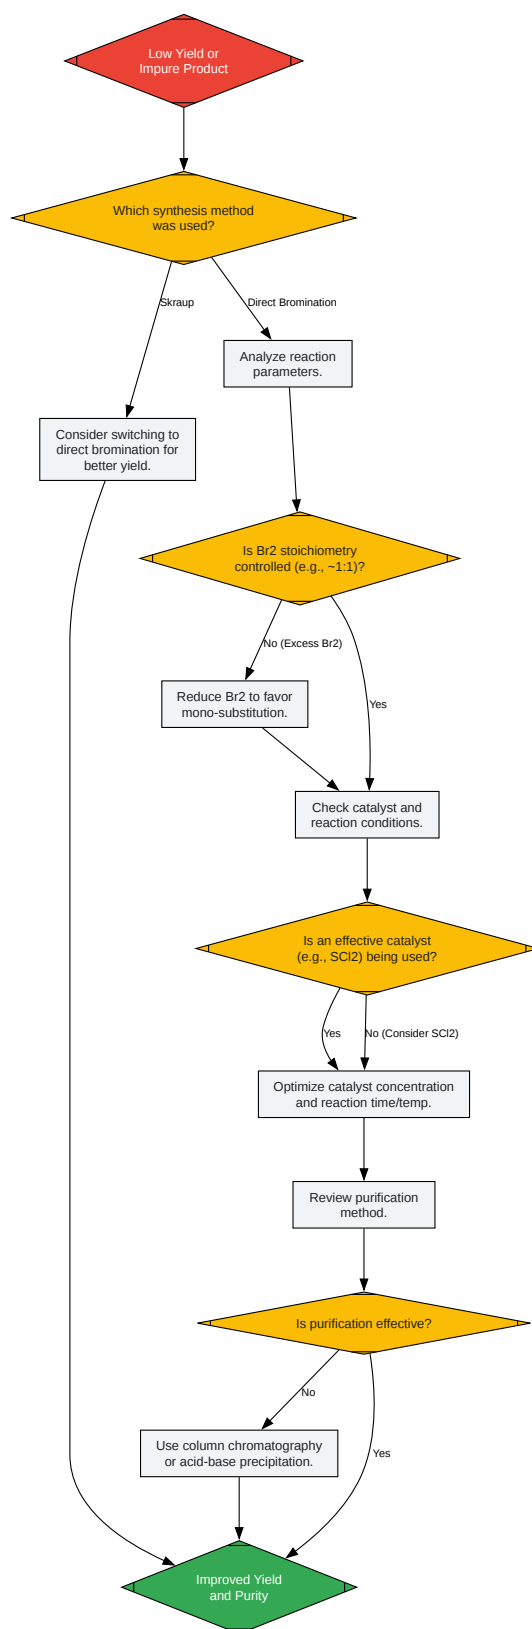 Low Yield or
Impure Product
Which synthesis method
was used?
Skraup
Direct Bromination
Analyze reaction
parameters.
Consider switching to
direct bromination for
better yield.
Is Br2 stoichiometry
controlled (e.g., ~1:1)?
No (Excess Br2)
Reduce Br2 to favor
mono-substitution.
Yes
Check catalyst and
reaction conditions.
Is an effective catalyst
(e.g., SCl2) being used?
Yes
No (Consider SCl2)
Optimize catalyst concentration
and reaction time/temp.
Review purification
method.
Is purification effective?
No
Use column chromatography
or acid-base precipitation.
Yes
Improved Yield
and Purity